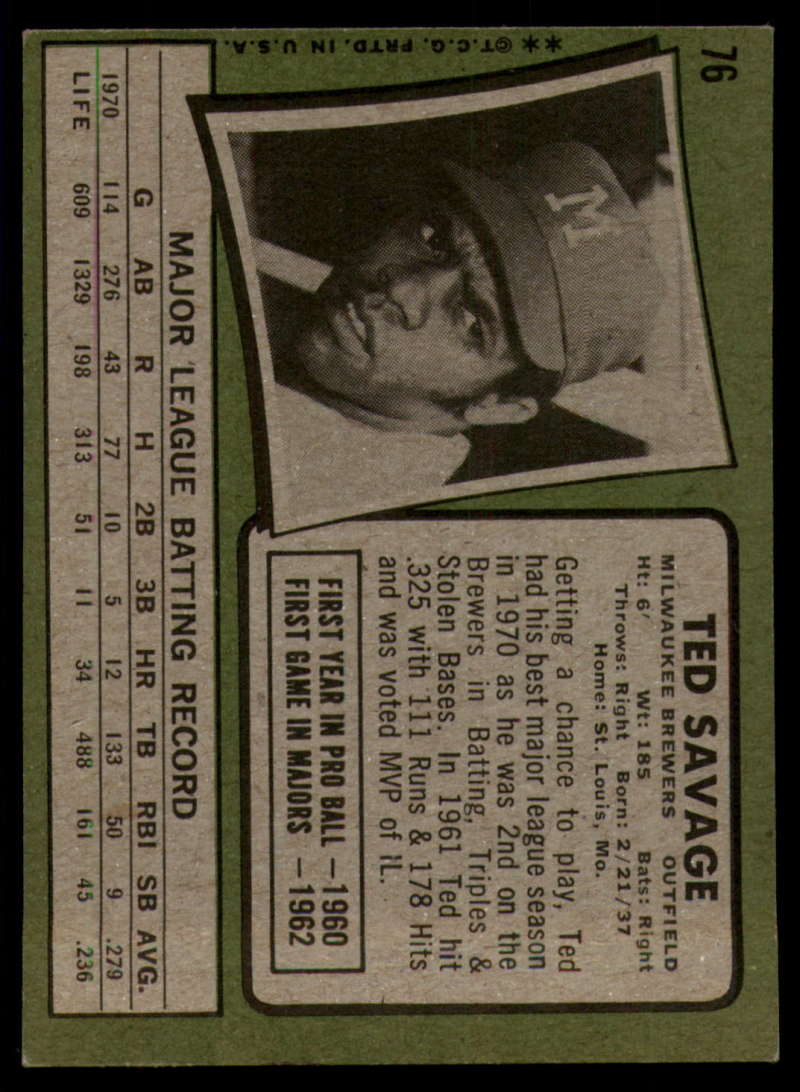 76
** © T.C.G. PRTD. IN U.S.A.
M
TED SAVAGE
MILWAUKEE BREWERS OUTFIELD
Ht: 6' Wt: 185 Bats: Right
Throws: Right Born: 2/21/37
Home: St. Louis, Mo.
Getting a chance to play, Ted
had his best major league season
in 1970 as he was 2nd on the
Brewers in Batting, Triples &
Stolen Bases. In 1961 Ted hit
.325 with 111 Runs & 178 Hits
and was voted MVP of IL.
FIRST YEAR IN PRO BALL —1960
FIRST GAME IN MAJORS —1962
MAJOR LEAGUE BATTING RECORD
G AB R H 2B 3B HR TB RBI SB AVG.
1970 114 276 43 77 10 5 12 133 50 9 .279
LIFE 609 1329 198 313 51 11 34 488 161 45 .236